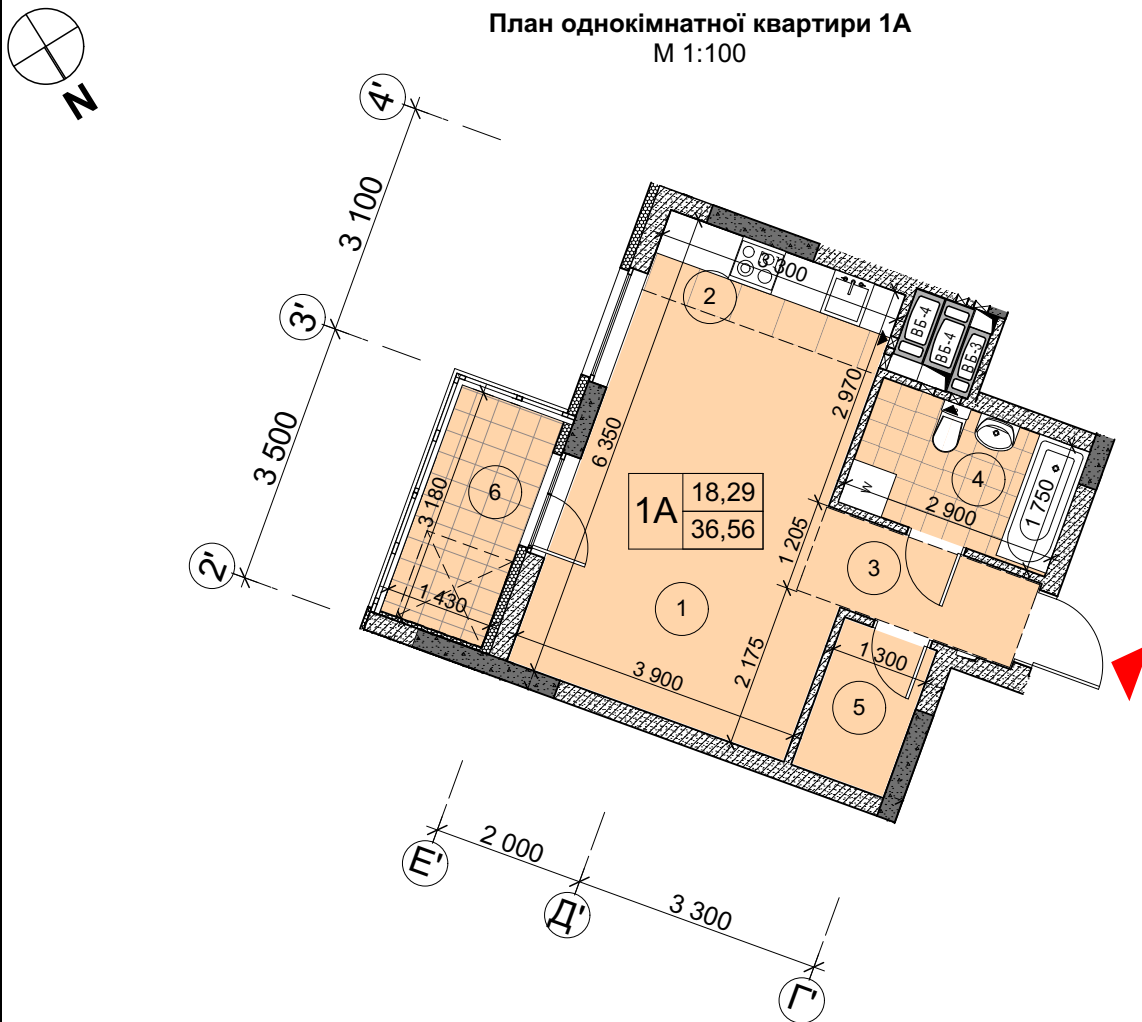 План однокімнатної квартири 1А
М 1:100
N
4'
3 100
3'
3 500
2'
3 300
2
ВБ-4
ВБ-4
ВБ-3
2 970
6 350
6
3 180
1 430
1А
18,29
36,56
4
W
2 900
1 750
1 205
3
1
2 175
3 900
1 300
5
Е'
2 000
Д'
3 300
Г'